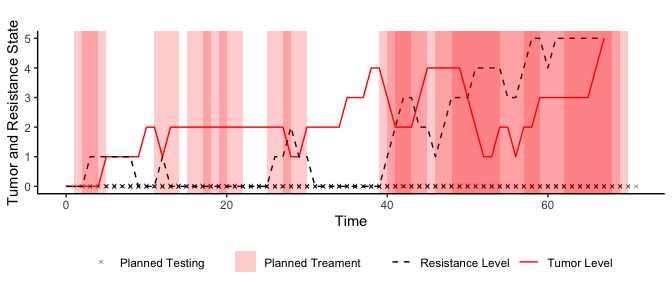 Tumor and Resistance State
5
4
3
2
1
0
0 20 40 60
Time
Planned Testing Planned Treament Resistance Level Tumor Level